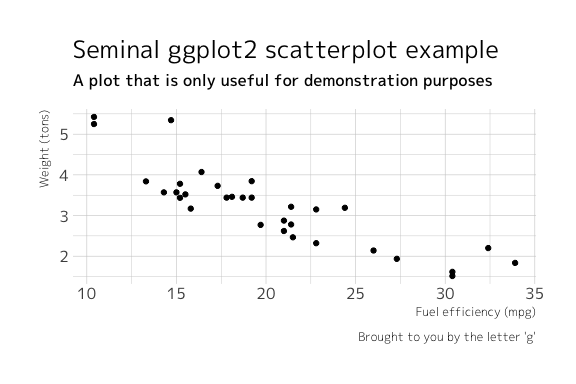 Seminal ggplot2 scatterplot example
A plot that is only useful for demonstration purposes
Weight (tons)
5
4
3
2
10 15 20 25 30 35
Fuel efficiency (mpg)
Brought to you by the letter 'g'